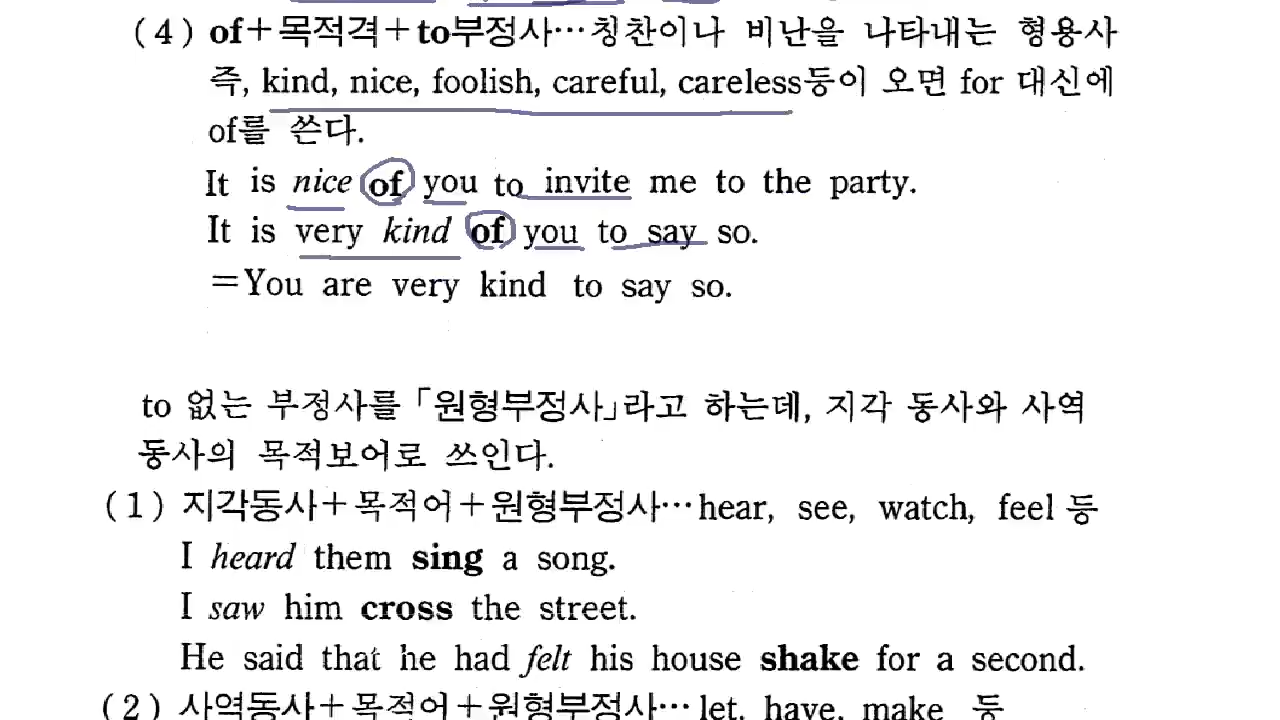 (4) of+목적격+to부정사…칭찬이나 비난을 나타내는 형용사
즉, kind, nice, foolish, careful, careless등이 오면 for 대신에
of를 쓴다.
It is nice of you to invite me to the party.
It is very kind of you to say so.
=You are very kind to say so.
to 없는 부정사를 「원형부정사」라고 하는데, 지각 동사와 사역
동사의 목적보어로 쓰인다.
(1) 지각동사+목적어+원형부정사…hear, see, watch, feel 등
I heard them sing a song.
I saw him cross the street.
He said that he had felt his house shake for a second.
(2) 사역동사+목적어+원형부정사…let, have, make 등